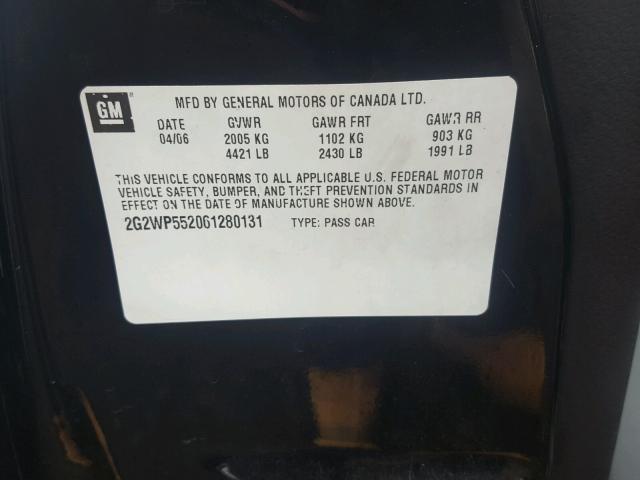 GM
MFD BY GENERAL MOTORS OF CANADA LTD.
DATE GVWR GAWR FRT GAWR RR
04/06 2005 KG 1102 KG 903 KG
4421 LB 2430 LB 1991 LB
THIS VEHICLE CONFORMS TO ALL APPLICABLE U.S. FEDERAL MOTOR
VEHICLE SAFETY, BUMPER, AND THEFT PREVENTION STANDARDS IN
EFFECT ON THE DATE OF MANUFACTURE SHOWN ABOVE.
2G2WP552061280131 TYPE: PASS CAR